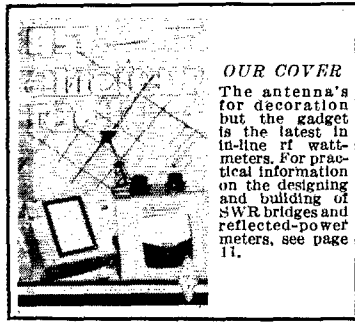 OUR COVER
The antenna's
for decoration
but the gadget
is the latest in
in-line rf watt-
meters. For prac-
tical information
on the designing
and building of
SWR bridges and
reflected-power
meters, see page
11.